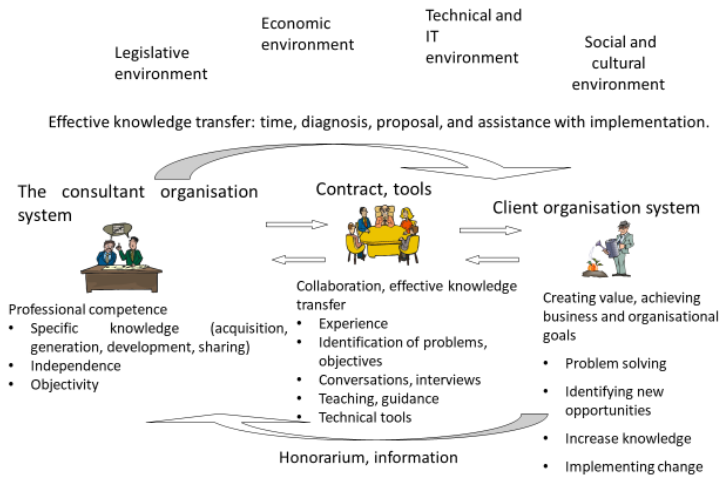 Legislative
environment
Economic
environment
Technical and
IT
environment
Social and
cultural
environment
Effective knowledge transfer: time, diagnosis, proposal, and assistance with implementation.
The consultant organisation
system
Contract, tools
Client organisation system
Professional competence
• Specific knowledge (acquisition,
generation, development, sharing)
• Independence
• Objectivity
Collaboration, effective knowledge
transfer
• Experience
• Identification of problems,
objectives
• Conversations, interviews
• Teaching, guidance
• Technical tools
Creating value, achieving
business and organisational
goals
• Problem solving
• Identifying new
opportunities
• Increase knowledge
• Implementing change
Honorarium, information